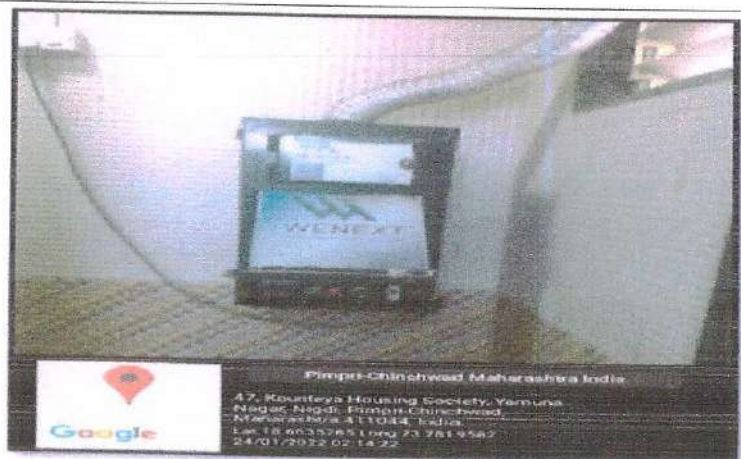 WENEXT
Pimpri-Chinchwad Maharashtra India
47, Kounteya Housing Society, Yamuna
Nagar, Nigdi, Pimpri-Chinchwad
Maharashtra 411044, India
Google
24/01/2022 02 14 22